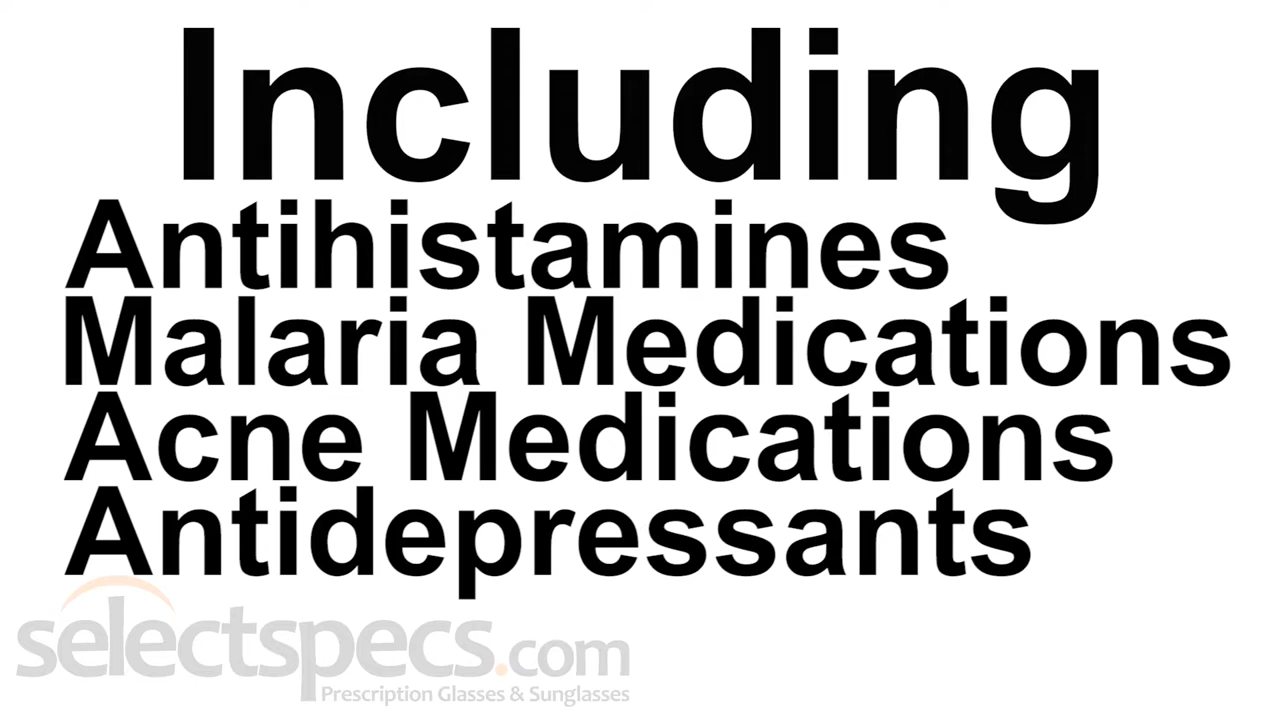 Including
Antihistamines
Malaria Medications
Acne Medications
Antidepressants
selectspecs.com
Prescription Glasses & Sunglasses